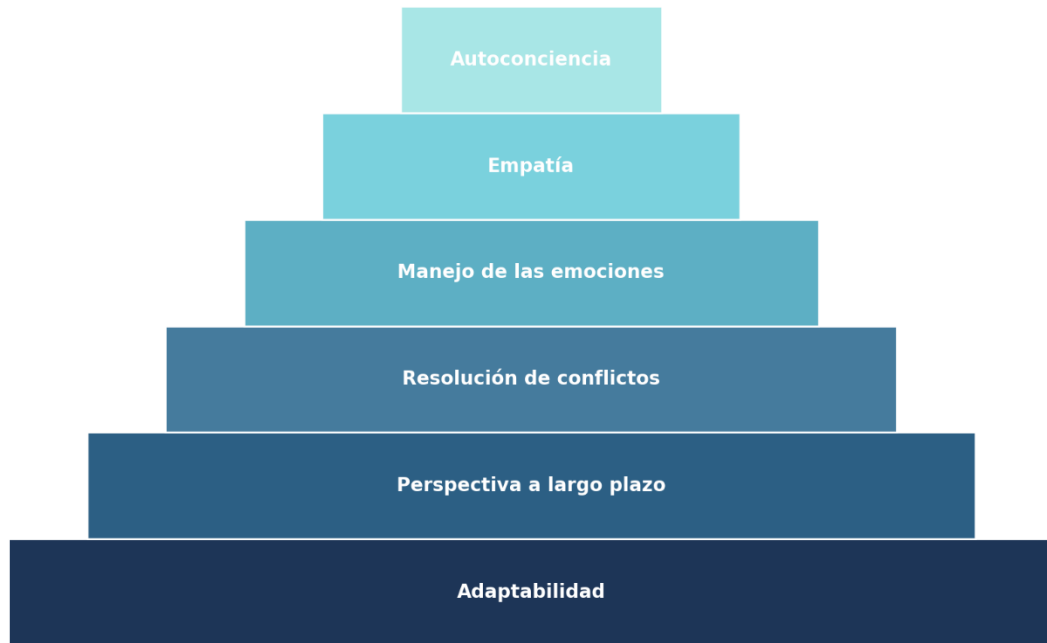 Autoconciencia
Empatía
Manejo de las emociones
Resolución de conflictos
Perspectiva a largo plazo
Adaptabilidad